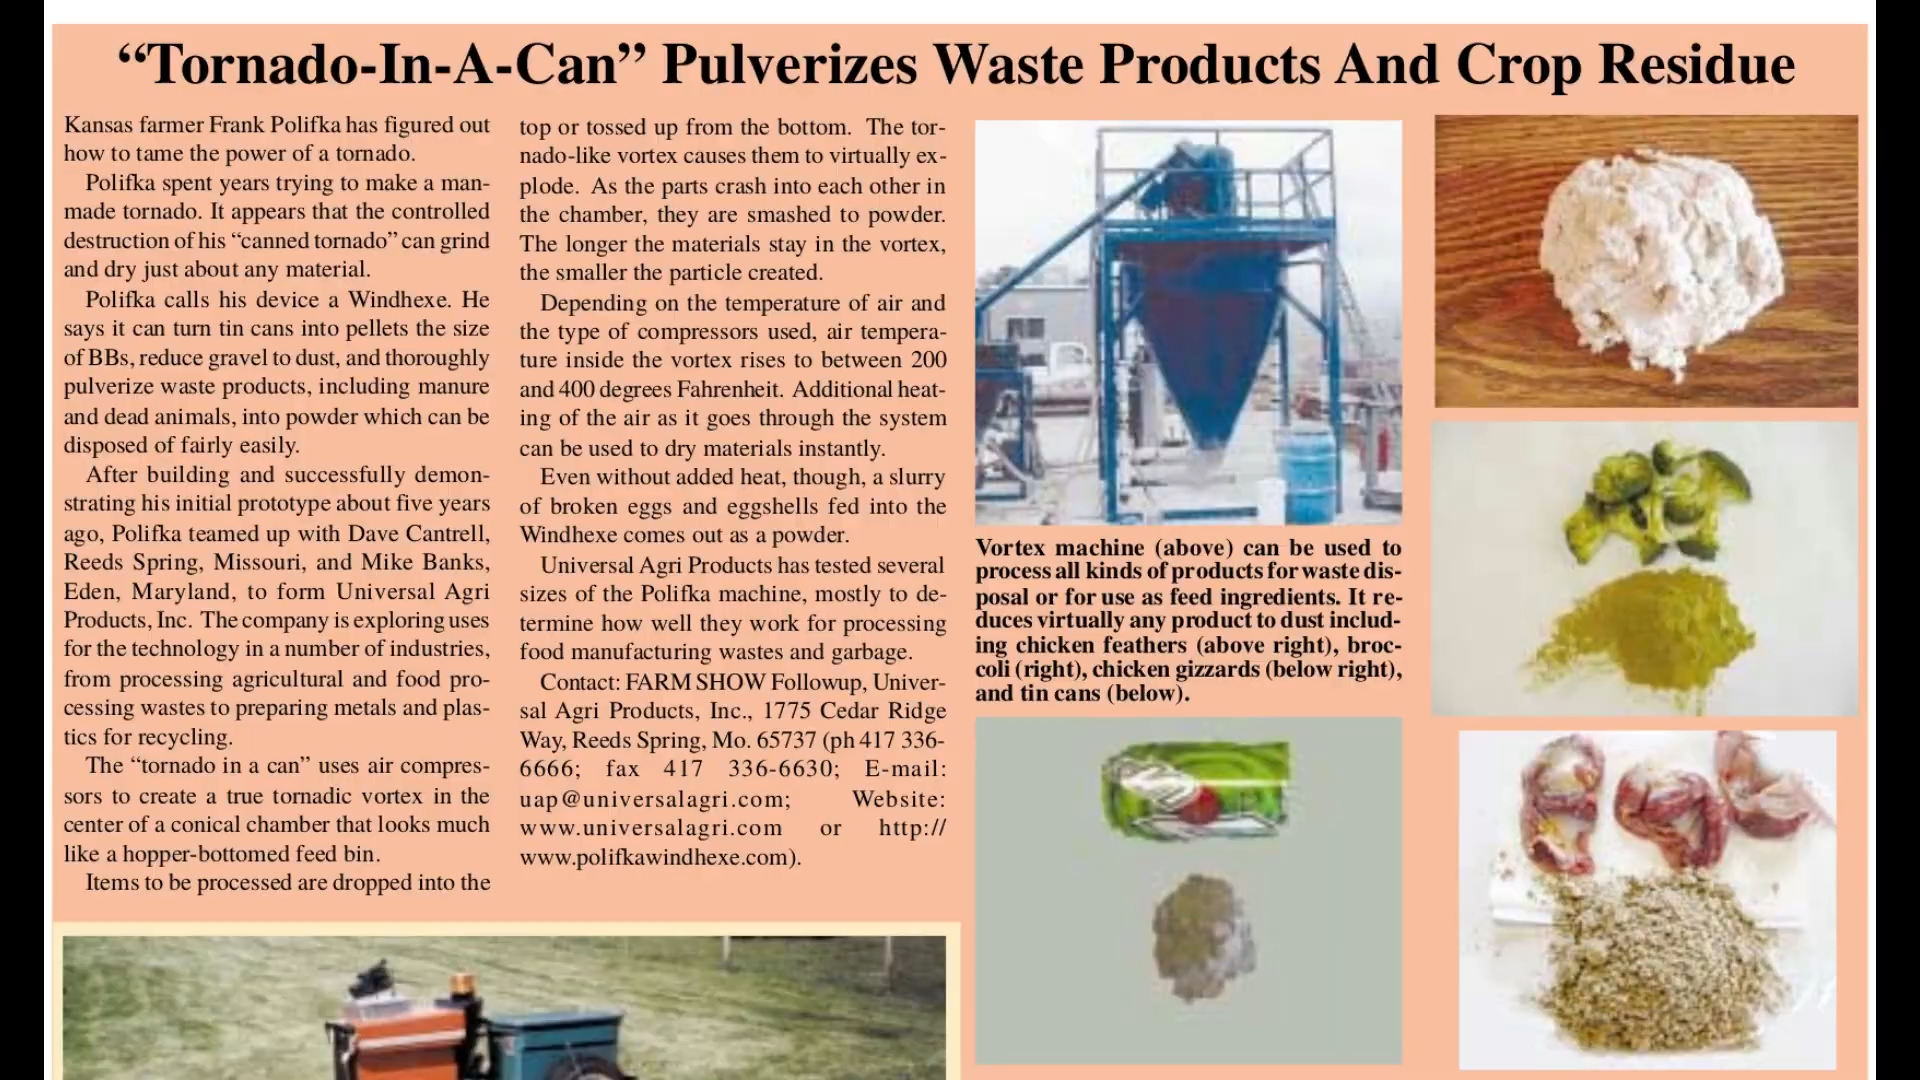 “Tornado-In-A-Can” Pulverizes Waste Products And Crop Residue
Kansas farmer Frank Polifka has figured out
how to tame the power of a tornado.
Polifka spent years trying to make a man-
made tornado. It appears that the controlled
destruction of his “canned tornado” can grind
and dry just about any material.
Polifka calls his device a Windhexe. He
says it can turn tin cans into pellets the size
of BBs, reduce gravel to dust, and thoroughly
pulverize waste products, including manure
and dead animals, into powder which can be
disposed of fairly easily.
After building and successfully demon-
strating his initial prototype about five years
ago, Polifka teamed up with Dave Cantrell,
Reeds Spring, Missouri, and Mike Banks,
Eden, Maryland, to form Universal Agri
Products, Inc. The company is exploring uses
for the technology in a number of industries,
from processing agricultural and food pro-
cessing wastes to preparing metals and plas-
tics for recycling.
The “tornado in a can” uses air compres-
sors to create a true tornadic vortex in the
center of a conical chamber that looks much
like a hopper-bottomed feed bin.
Items to be processed are dropped into the
top or tossed up from the bottom. The tor-
nado-like vortex causes them to virtually ex-
plode. As the parts crash into each other in
the chamber, they are smashed to powder.
The longer the materials stay in the vortex,
the smaller the particle created.
Depending on the temperature of air and
the type of compressors used, air tempera-
ture inside the vortex rises to between 200
and 400 degrees Fahrenheit. Additional heat-
ing of the air as it goes through the system
can be used to dry materials instantly.
Even without added heat, though, a slurry
of broken eggs and eggshells fed into the
Windhexe comes out as a powder.
Universal Agri Products has tested several
sizes of the Polifka machine, mostly to de-
termine how well they work for processing
food manufacturing wastes and garbage.
Contact: FARM SHOW Followup, Univer-
sal Agri Products, Inc., 1775 Cedar Ridge
Way, Reeds Spring, Mo. 65737 (ph 417 336-
6666; fax 417 336-6630; E-mail:
uap@universalagri.com; Website:
www.universalagri.com or http://
www.polifkawindhexe.com).
Vortex machine (above) can be used to
process all kinds of products for waste dis-
posal or for use as feed ingredients. It re-
duces virtually any product to dust includ-
ing chicken feathers (above right), broc-
coli (right), chicken gizzards (below right),
and tin cans (below).